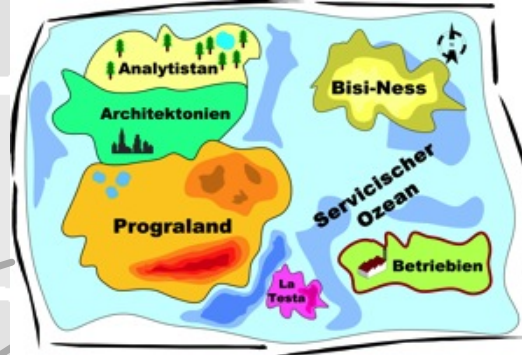 Analytistan
Architektonien
Prograland
Bisi-Ness
Servicischer
Ozean
La
Testa
Betriebien